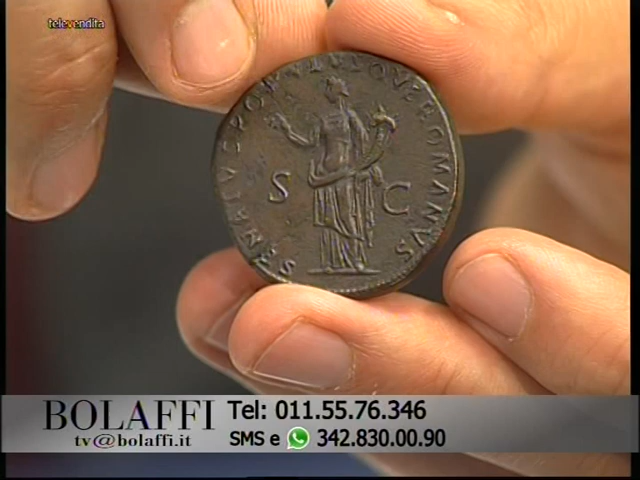 televendita
SENATVS POPVLVSQVE ROMANVS
S C
BOLAFFI
tv@bolaffi.it
Tel: 011.55.76.346
SMS e 342.830.00.90